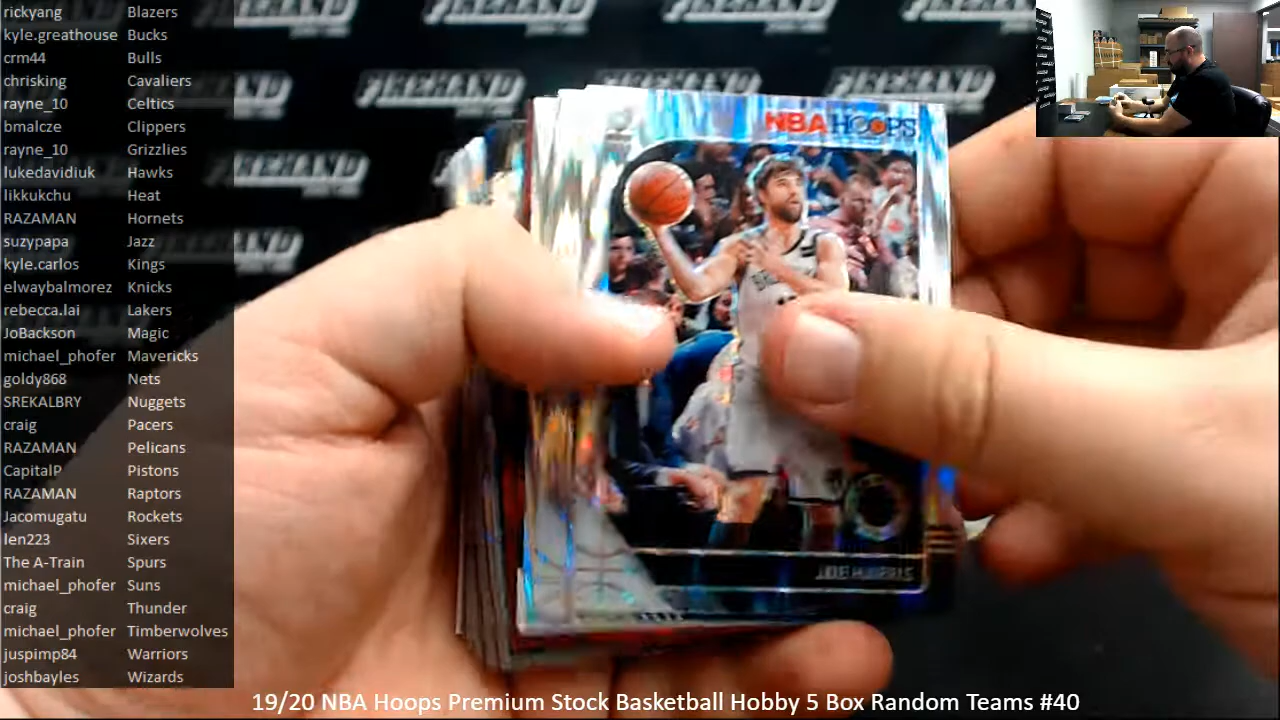 rickyang Blazers
kyle.greathouse Bucks
crm44 Bulls
chrisking Cavaliers
rayne_10 Celtics
bmalcze Clippers
rayne_10 Grizzlies
lukedaviduik Hawks
likkukchu Heat
RAZAMAN Hornets
suzypapa Jazz
kyle.carlos Kings
elwaybalmorez Knicks
rebecca.lai Lakers
JoBackson Magic
michael_phofer Mavericks
goldy868 Nets
SREKALBRY Nuggets
craig Pacers
RAZAMAN Pelicans
CapitalP Pistons
RAZAMAN Raptors
Jacomugatu Rockets
len223 Sixers
The A-Train Spurs
michael_phofer Suns
craig Thunder
michael_phofer Timberwolves
juspimp84 Warriors
joshbayles Wizards
FIREHAND
NBA HOOPS
JOE HARRIS
19/20 NBA Hoops Premium Stock Basketball Hobby 5 Box Random Teams #40